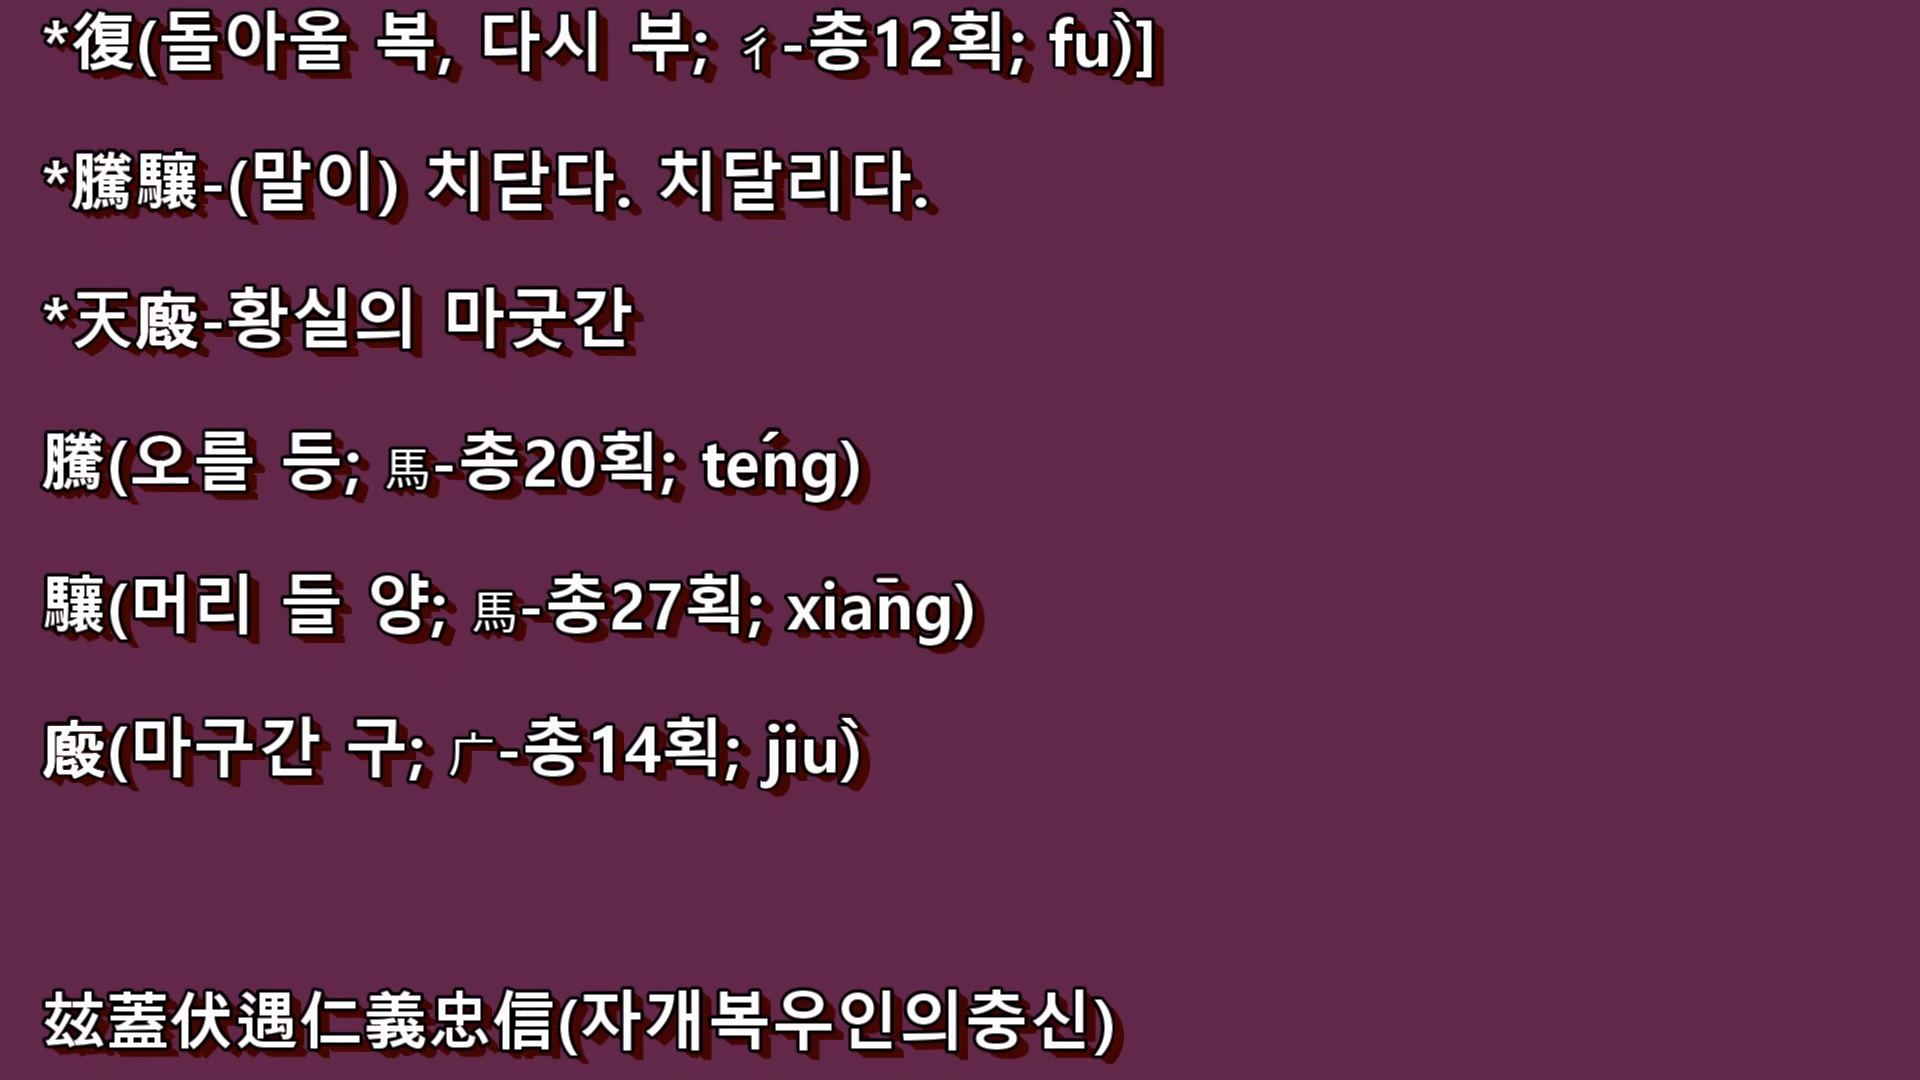 *復(돌아올 복, 다시 부; 彳-총12획; fù)]
*騰驤-(말이) 치닫다. 치달리다.
*天廏-황실의 마굿간
騰(오를 등; 馬-총20획; teńg)
驤(머리 들 양; 馬-총27획; xian̄g)
廏(마구간 구; 广-총14획; jiù)
玆蓋伏遇仁義忠信(자개복우인의충신)